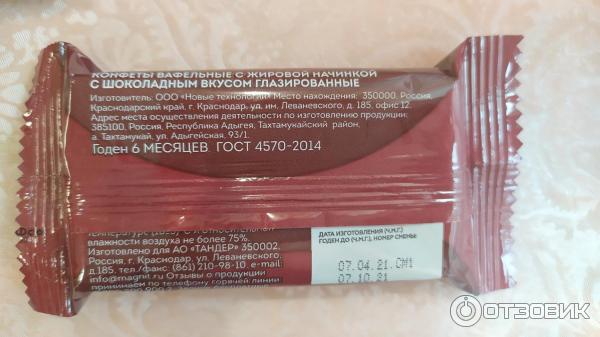 КОНФЕТЫ ВАФЕЛЬНЫЕ С ЖИРОВОЙ НАЧИНКОЙ
С ШОКОЛАДНЫМ ВКУСОМ ГЛАЗИРОВАННЫЕ
Изготовитель: ООО «Новые технологии» Место нахождения: 350000, Россия,
Краснодарский край, г. Краснодар, ул. им. Леваневского, д. 185, офис 12.
Адрес места осуществления деятельности по изготовлению продукции:
385100, Россия, Республика Адыгея, Тахтамукайский район,
а. Тахтамукай, ул. Адыгейская, 93/1.
Годен 6 МЕСЯЦЕВ ГОСТ 4570-2014
влажности воздуха не более 75%.
Изготовлено для АО «ТАНДЕР» 350002,
Россия, г. Краснодар, ул. Леваневского,
д. 185, тел./факс: (861) 210-98-10, e-mail:
info@magnit.ru Отзывы о продукции
принимаем по телефону горячей линии
ДАТА ИЗГОТОВЛЕНИЯ (Ч.М.Г.)
ГОДЕН ДО (Ч.М.Г.), НОМЕР СМЕНЫ:
07.04.21 СМ1
07.10.21
ОТЗОВИК